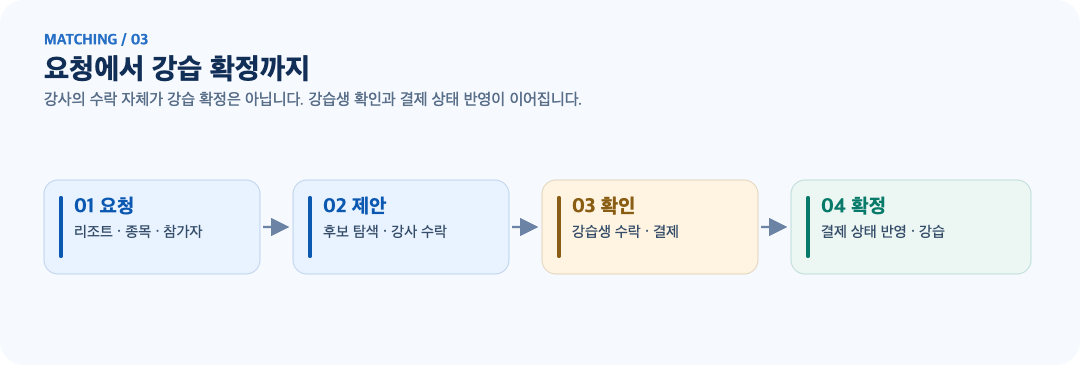 MATCHING / 03
요청에서 강습 확정까지
강사의 수락 자체가 강습 확정은 아닙니다. 강습생 확인과 결제 상태 반영이 이어집니다.
01 요청
리조트 · 종목 · 참가자
02 제안
후보 탐색 · 강사 수락
03 확인
강습생 수락 · 결제
04 확정
결제 상태 반영 · 강습